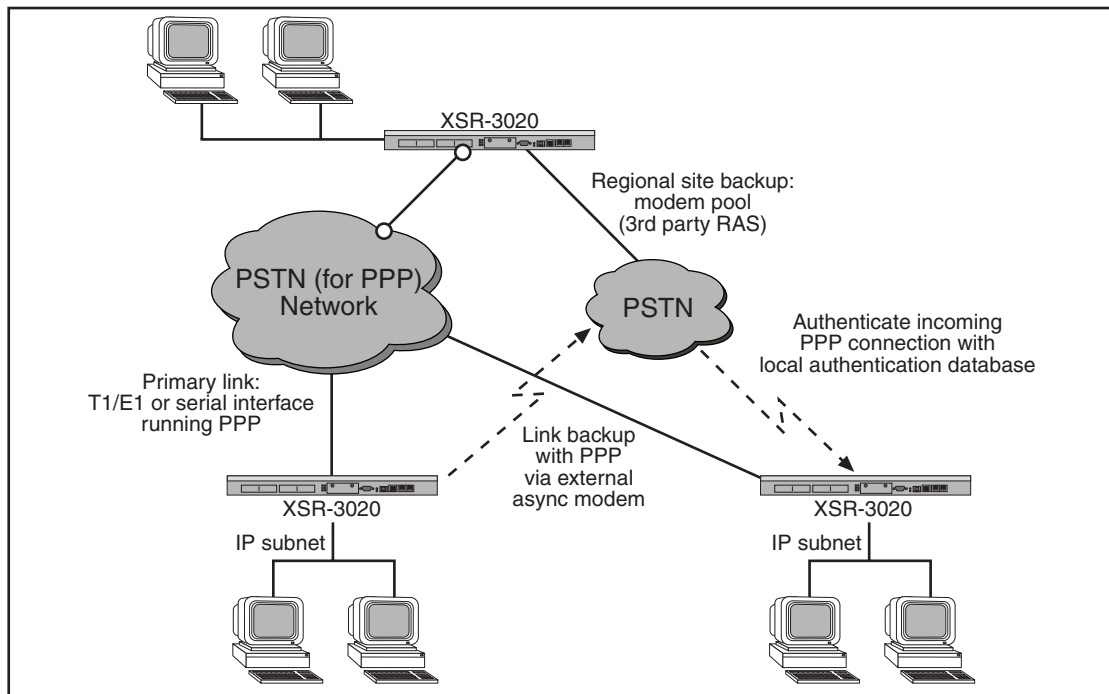 XSR-3020
Regional site backup:
modem pool
(3rd party RAS)
PSTN (for PPP)
Network
PSTN
Authenticate incoming
PPP connection with
local authentication database
Primary link:
T1/E1 or serial interface
running PPP
Link backup
with PPP
via external
async modem
XSR-3020
IP subnet
XSR-3020
IP subnet